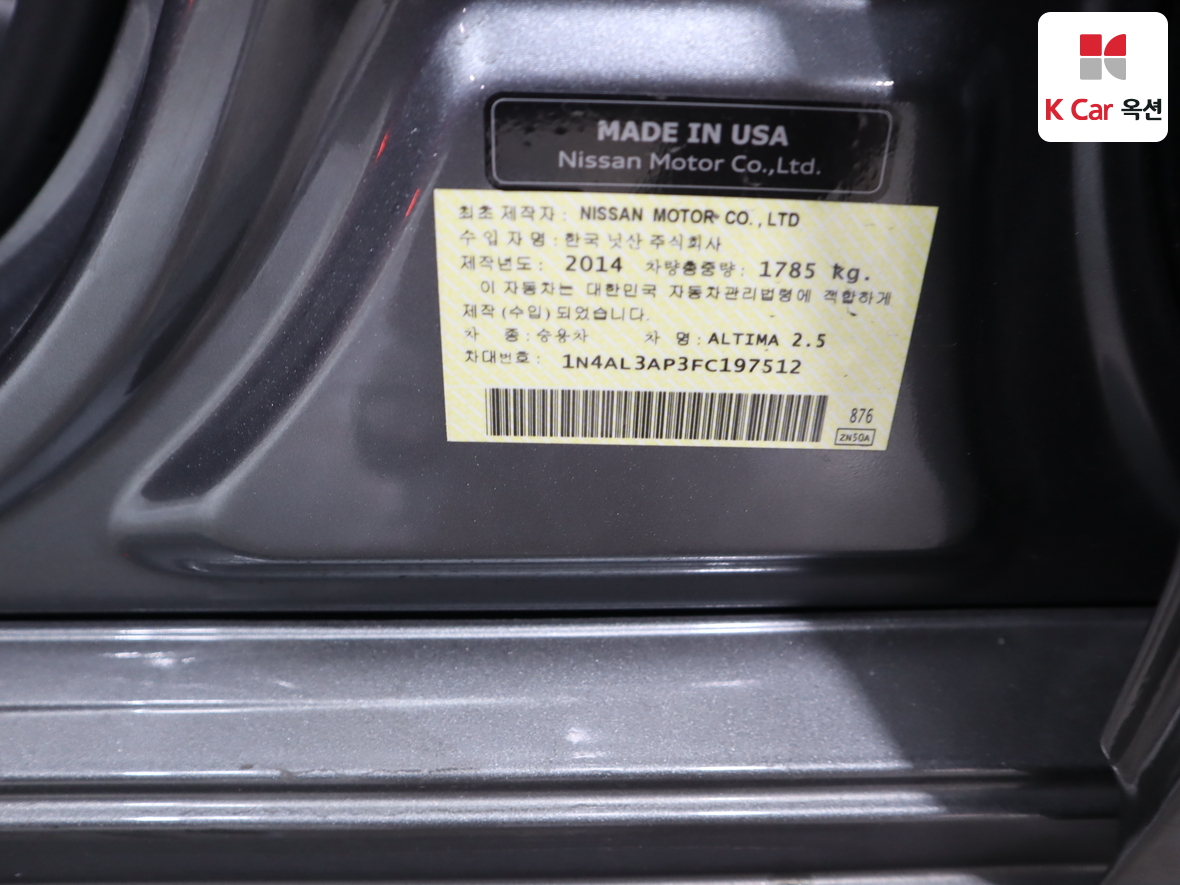 K Car 옥션
MADE IN USA
Nissan Motor Co.,Ltd.
최초 제작자 : NISSAN MOTOR CO., LTD
수 입 자 명 : 한국 닛산 주식회사
제작년도 : 2014 차량총중량 : 1785 kg.
이 자동차는 대한민국 자동차관리법령에 적합하게
제작 (수입) 되었습니다.
차 종 : 승용차 차 명 : ALTIMA 2.5
차대번호 : 1N4AL3AP3FC197512
876
ZN50A